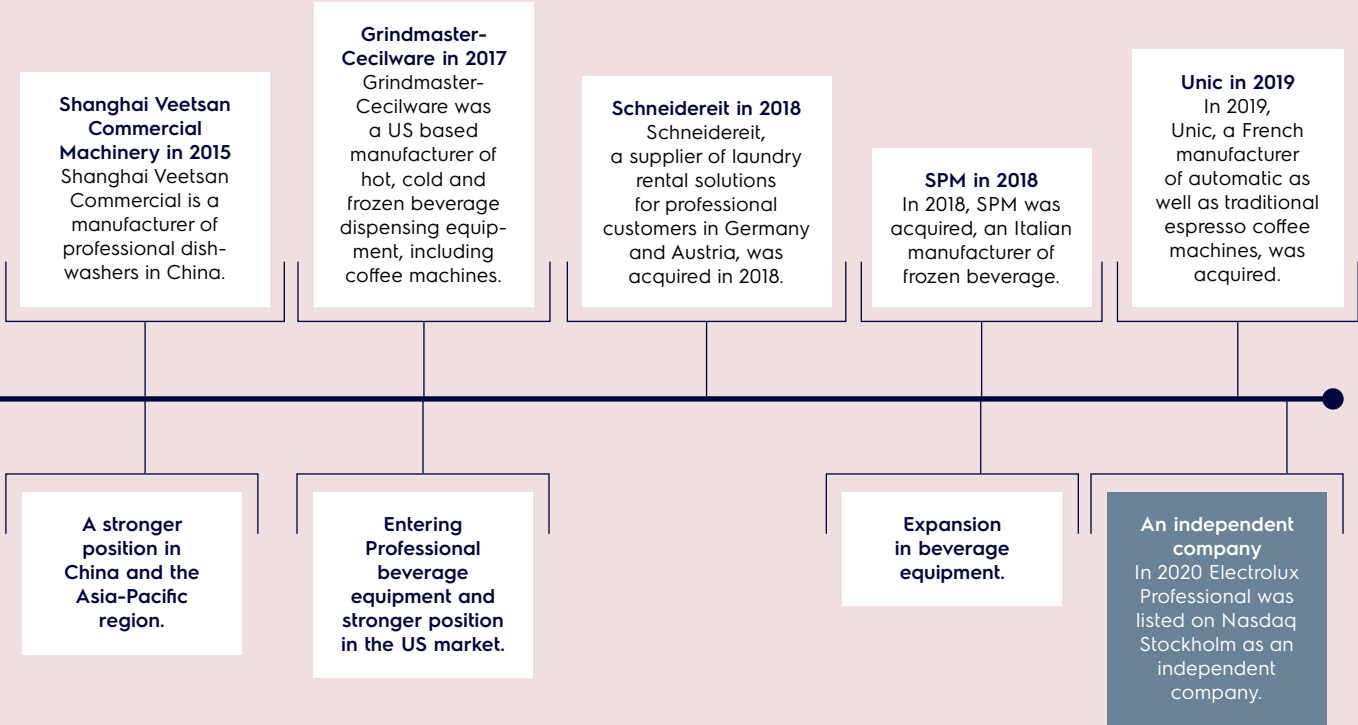 Shanghai Veetsan
Commercial
Machinery in 2015
Shanghai Veetsan
Commercial is a
manufacturer of
professional dish-
washers in China.
Grindmaster-
Cecilware in 2017
Grindmaster-
Cecilware was
a US based
manufacturer of
hot, cold and
frozen beverage
dispensing equip-
ment, including
coffee machines.
Schneidereit in 2018
Schneidereit,
a supplier of laundry
rental solutions
for professional
customers in Germany
and Austria, was
acquired in 2018.
SPM in 2018
In 2018, SPM was
acquired, an Italian
manufacturer of
frozen beverage.
Unic in 2019
In 2019,
Unic, a French
manufacturer
of automatic as
well as traditional
espresso coffee
machines, was
acquired.
A stronger
position in
China and the
Asia-Pacific
region.
Entering
Professional
beverage
equipment and
stronger position
in the US market.
Expansion
in beverage
equipment.
An independent
company
In 2020 Electrolux
Professional was
listed on Nasdaq
Stockholm as an
independent
company.